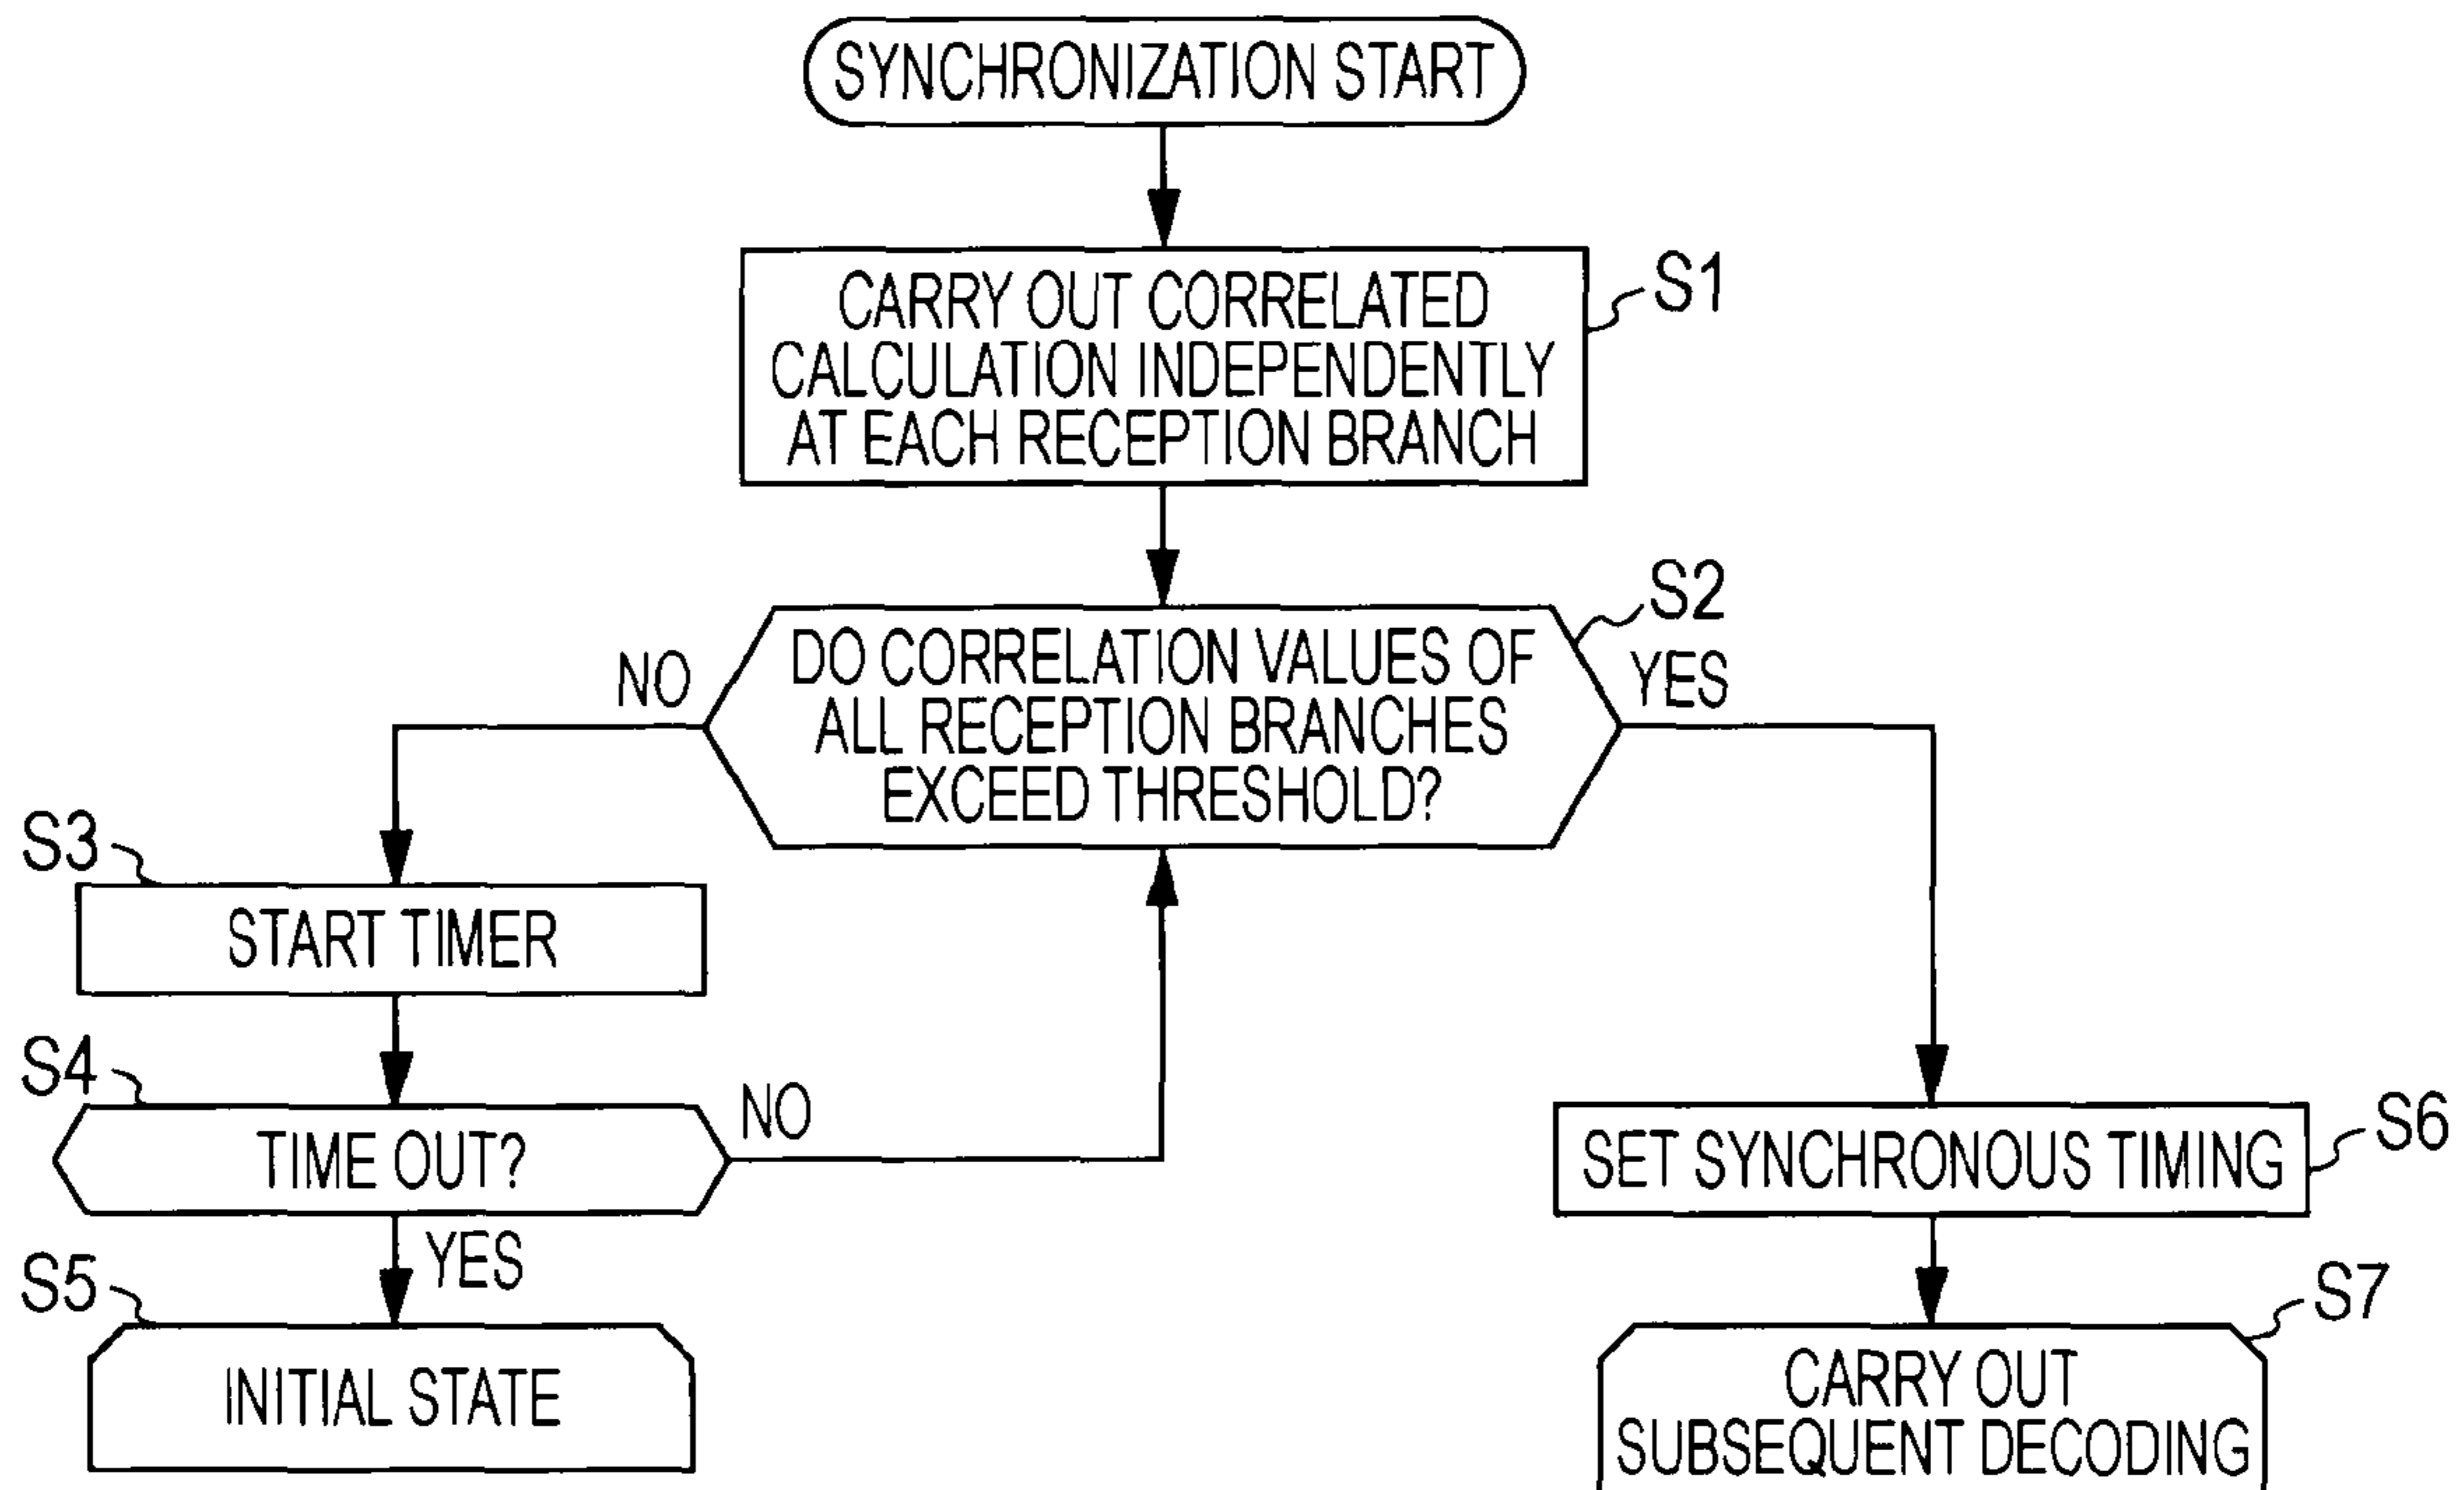 SYNCHRONIZATION START
CARRY OUT CORRELATED
CALCULATION INDEPENDENTLY
AT EACH RECEPTION BRANCH
S1
DO CORRELATION VALUES OF
ALL RECEPTION BRANCHES
EXCEED THRESHOLD?
S2
NO
YES
S3
START TIMER
S4
TIME OUT?
NO
YES
S5
INITIAL STATE
SET SYNCHRONOUS TIMING
S6
S7
CARRY OUT
SUBSEQUENT DECODING